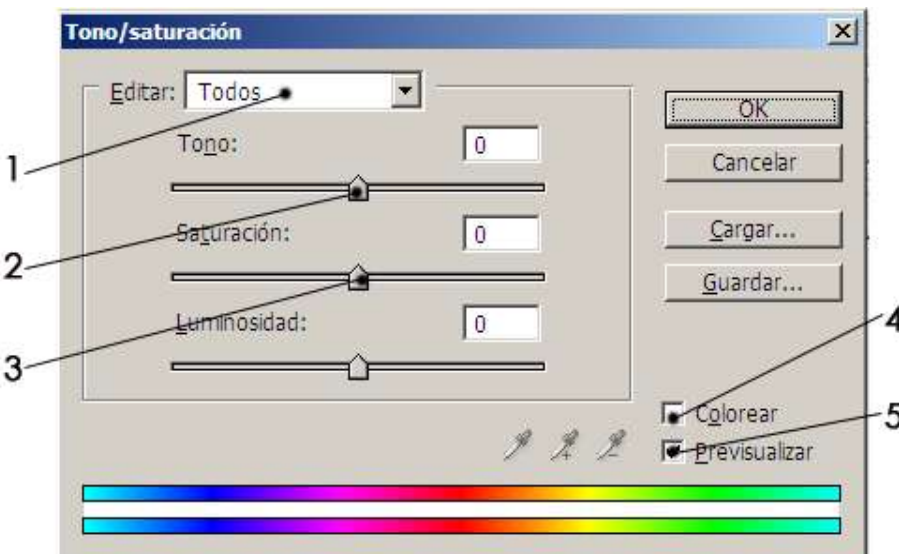 Tono/saturación
Editar: Todos
OK
Tono: 0
Cancelar
1
Saturación: 0
Cargar...
2
Guardar...
Luminosidad: 0
4
3
Colorear
5
Previsualizar